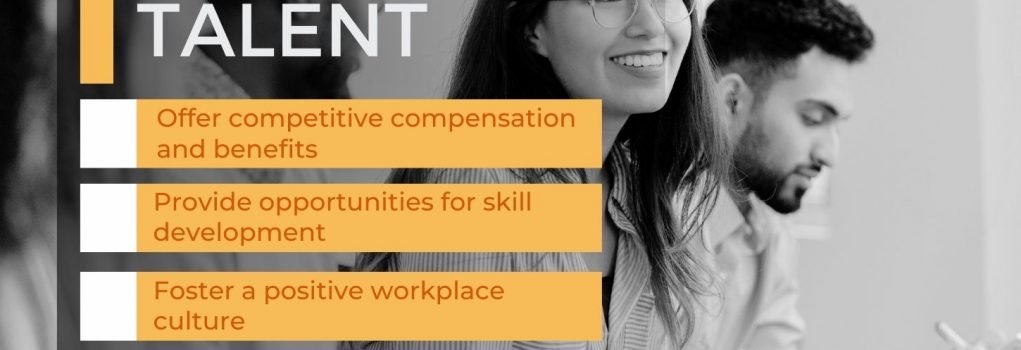 TALENT
Offer competitive compensation
and benefits
Provide opportunities for skill
development
Foster a positive workplace
culture